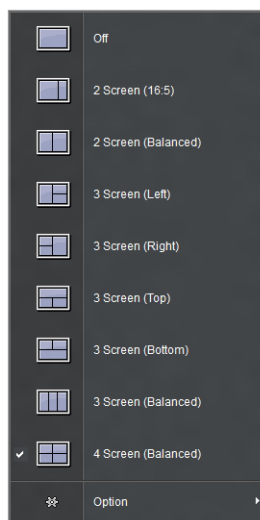 Off
2 Screen (16:5)
2 Screen (Balanced)
3 Screen (Left)
3 Screen (Right)
3 Screen (Top)
3 Screen (Bottom)
3 Screen (Balanced)
4 Screen (Balanced)
Option